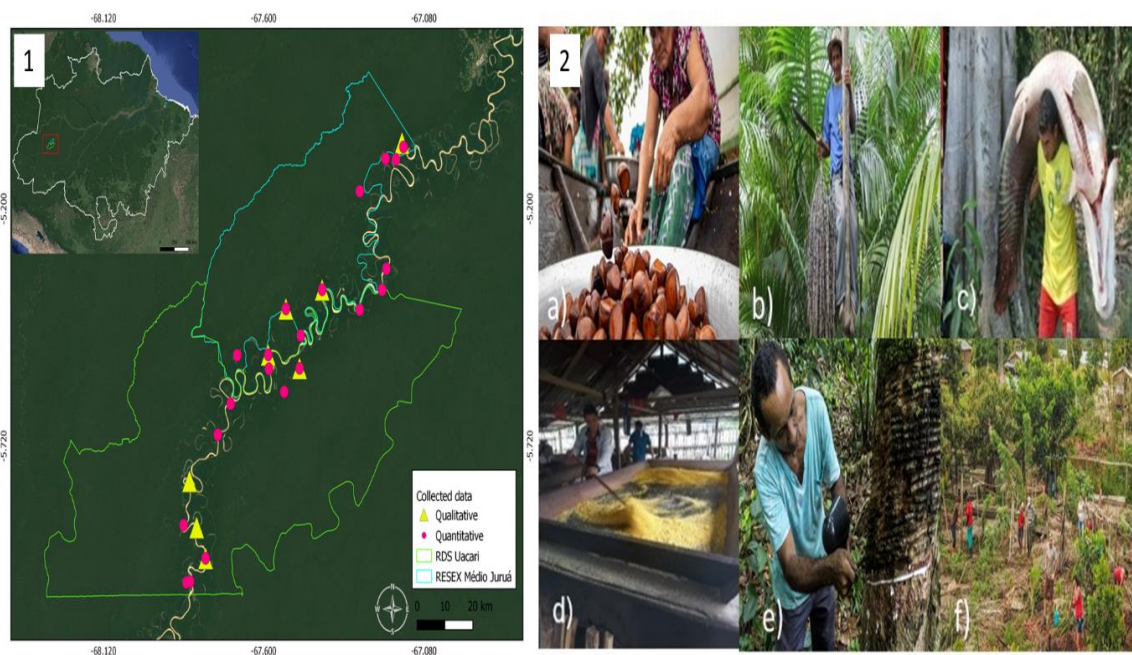 -68.120 -67.600 -67.080
1
-5.200
-5.720
Collected data
Qualitative
Quantitative
RDS Uacari
RESEX Médio Juruá
N
W E
S
0 10 20 km
-68.120 -67.600 -67.080
-5.200
-5.720
2
a)
b)
c)
d)
e)
f)